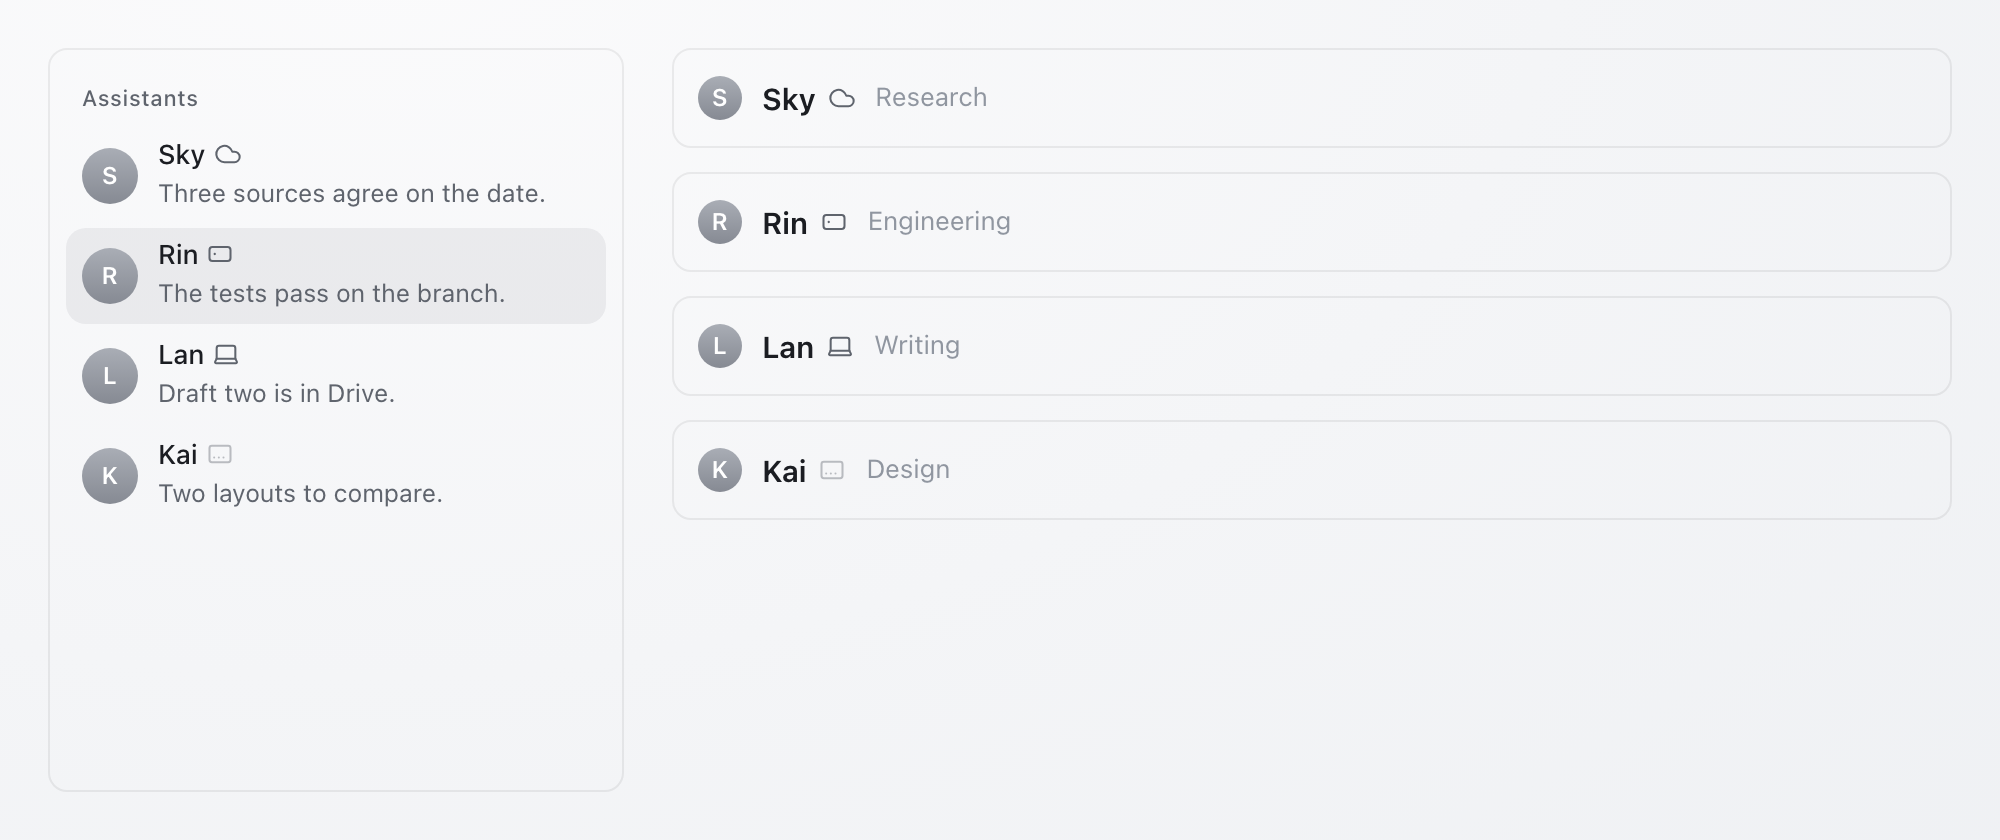 Assistants
S
Sky
Three sources agree on the date.
R
Rin
The tests pass on the branch.
L
Lan
Draft two is in Drive.
K
Kai
Two layouts to compare.
S Sky Research
R Rin Engineering
L Lan Writing
K Kai Design